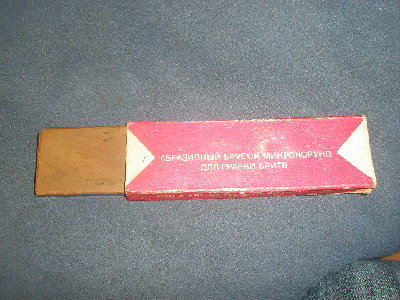 АБРАЗИВНЫЙ БРУСОК МИКРОКОРУНД
ДЛЯ ПРАВКИ БРИТВ